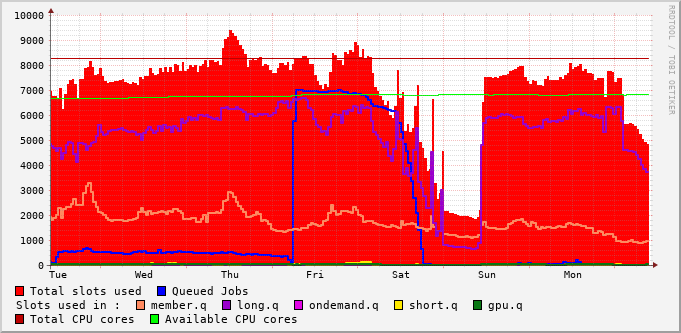 10000
9000
8000
7000
6000
5000
4000
3000
2000
1000
0
Tue Wed Thu Fri Sat Sun Mon
RRDTOOL / TOBI OETIKER
Total slots used Queued Jobs
Slots used in : member.q long.q ondemand.q short.q gpu.q
Total CPU cores Available CPU cores